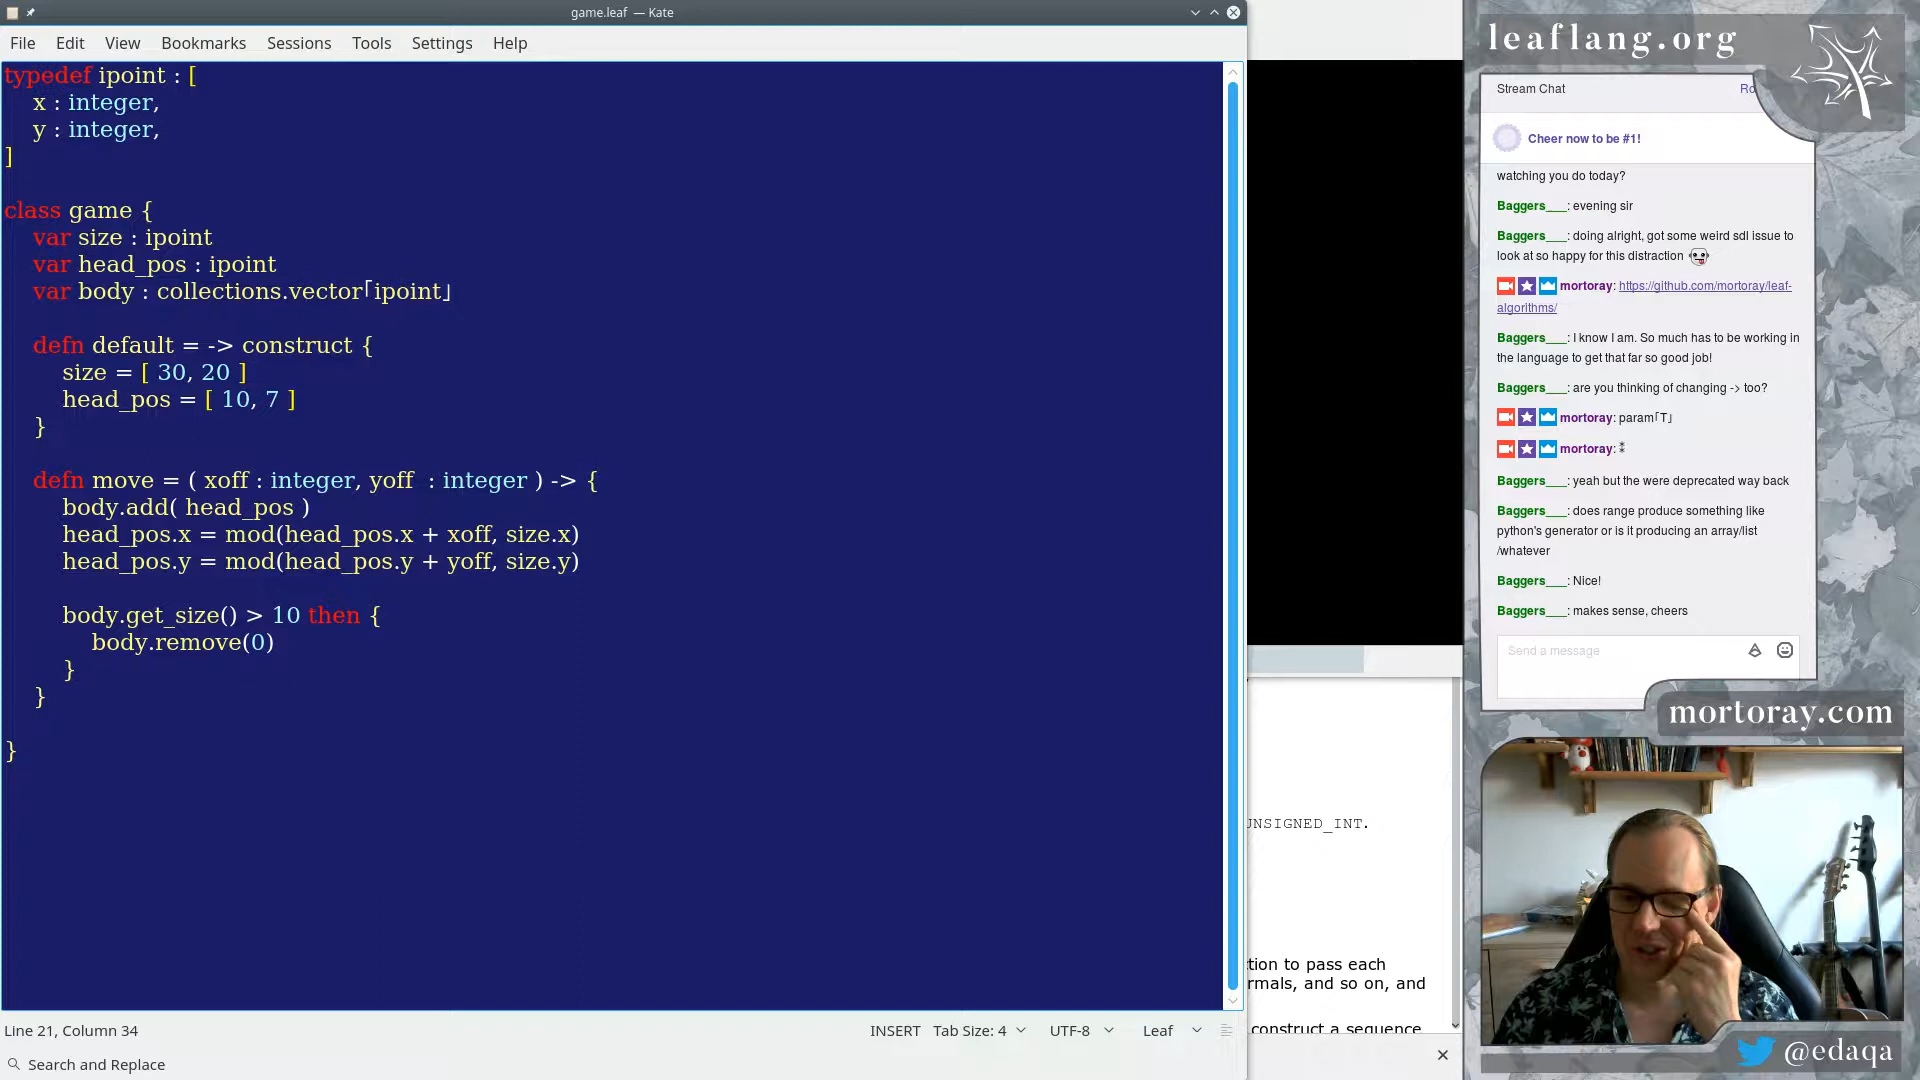 game.leaf — Kate
File Edit View Bookmarks Sessions Tools Settings Help
typedef ipoint : [
x : integer,
y : integer,
]
class game {
var size : ipoint
var head_pos : ipoint
var body : collections.vector｢ipoint｣
defn default = -> construct {
size = [ 30, 20 ]
head_pos = [ 10, 7 ]
}
defn move = ( xoff : integer, yoff  : integer ) -> {
body.add( head_pos )
head_pos.x = mod(head_pos.x + xoff, size.x)
head_pos.y = mod(head_pos.y + yoff, size.y)
body.get_size() > 10 then {
body.remove(0)
}
}
}
Line 21, Column 34
INSERT Tab Size: 4 UTF-8 Leaf
Search and Replace
UNSIGNED_INT.
tion to pass each
rmals, and so on, and
construct a sequence
leaflang.org
Stream Chat
Ro
Cheer now to be #1!
watching you do today?
Baggers___: evening sir
Baggers___: doing alright, got some weird sdl issue to
look at so happy for this distraction
mortoray: https://github.com/mortoray/leaf-
algorithms/
Baggers___: I know I am. So much has to be working in
the language to get that far so good job!
Baggers___: are you thinking of changing -> too?
mortoray: param｢T｣
mortoray: ⁑
Baggers___: yeah but the were deprecated way back
Baggers___: does range produce something like
python's generator or is it producing an array/list
/whatever
Baggers___: Nice!
Baggers___: makes sense, cheers
Send a message
mortoray.com
@edaqa